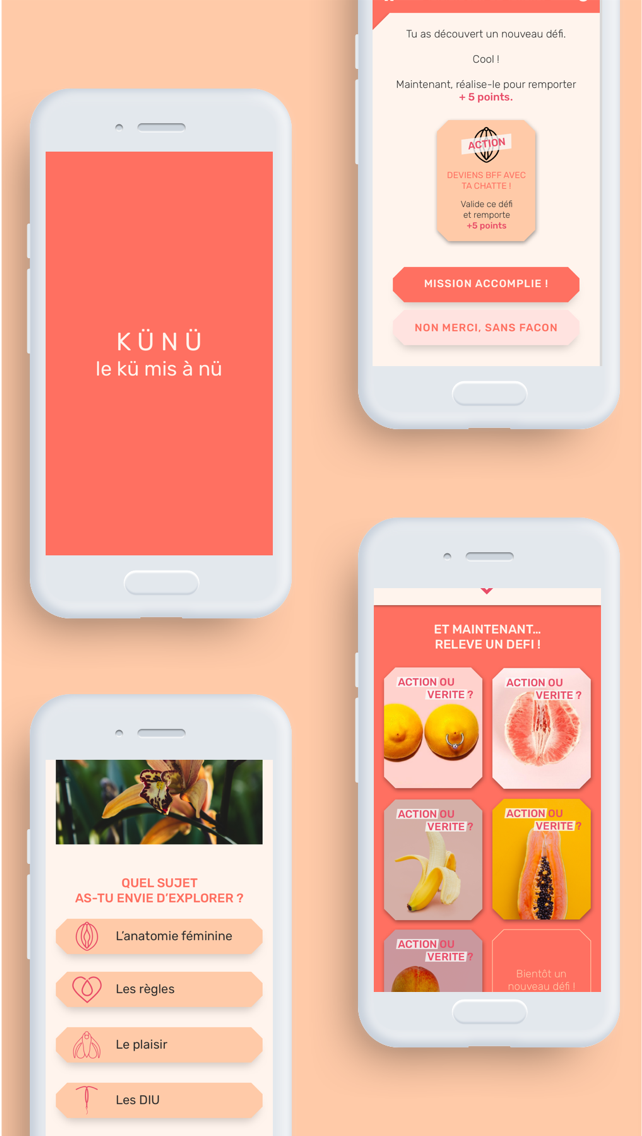 KÜNÜ
le kü mis à nü
Tu as découvert un nouveau défi.
Cool !
Maintenant, réalise-le pour remporter
+ 5 points.
ACTION
DEVIENS BFF AVEC
TA CHATTE !
Valide ce défi
et remporte
+5 points
MISSION ACCOMPLIE !
NON MERCI, SANS FACON
QUEL SUJET
AS-TU ENVIE D’EXPLORER ?
L’anatomie féminine
Les règles
Le plaisir
Les DIU
ET MAINTENANT...
RELEVE UN DEFI !
ACTION OU
VERITE ?
ACTION OU
VERITE ?
ACTION OU
VERITE ?
ACTION OU
VERITE ?
ACTION OU
VERITE ?
Bientôt un
nouveau défi !